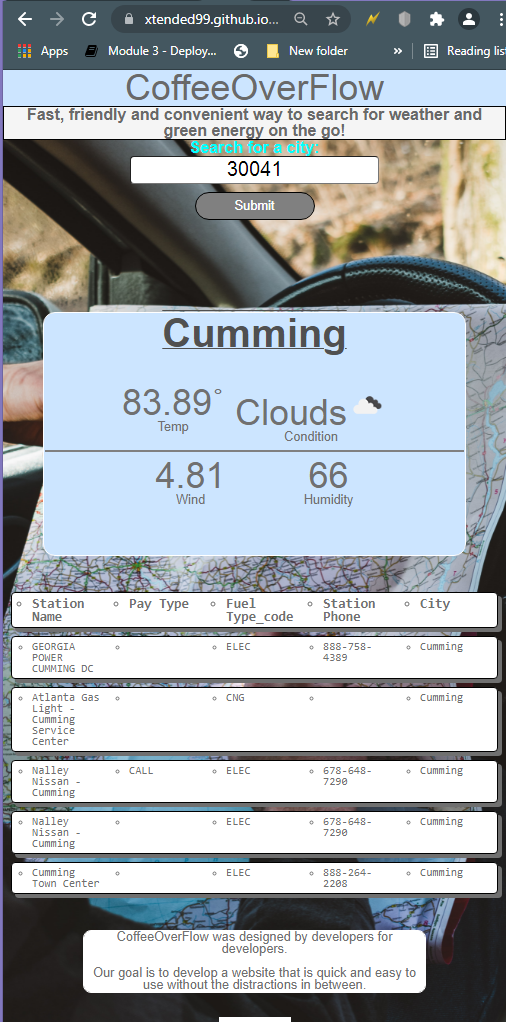 xtended99.github.io...
Apps Module 3 - Deploy... New folder » Reading lis
CoffeeOverFlow
Fast, friendly and convenient way to search for weather and
green energy on the go!
Search for a city:
30041
Submit
Cumming
83.89° Clouds
Temp Condition
4.81 66
Wind Humidity
Station Name Pay Type Fuel Type_code Station Phone City
GEORGIA POWER CUMMING DC ELEC 888-758-4389 Cumming
Atlanta Gas Light - Cumming Service Center CNG Cumming
Nalley Nissan - Cumming CALL ELEC 678-648-7290 Cumming
Nalley Nissan - Cumming ELEC 678-648-7290 Cumming
Cumming Town Center ELEC 888-264-2208 Cumming
CoffeeOverFlow was designed by developers for
developers.
Our goal is to develop a website that is quick and easy to
use without the distractions in between.